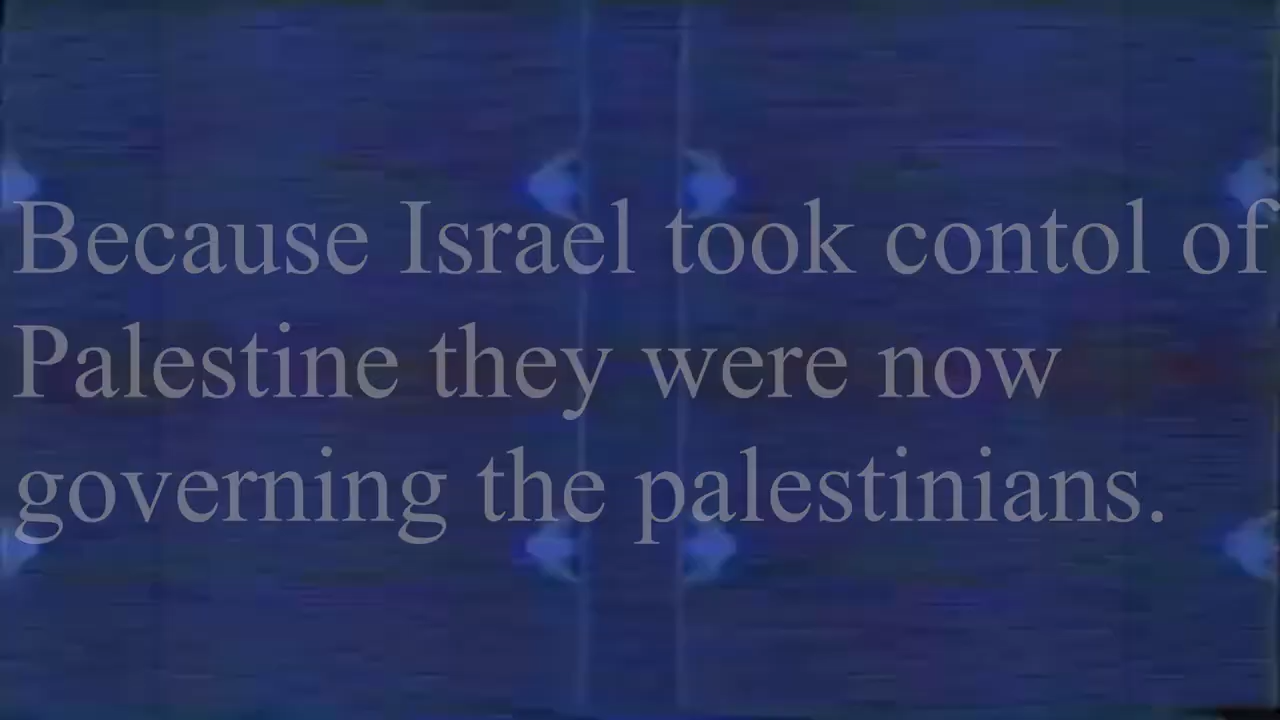 Because Israel took contol of
Palestine they were now
governing the palestinians.